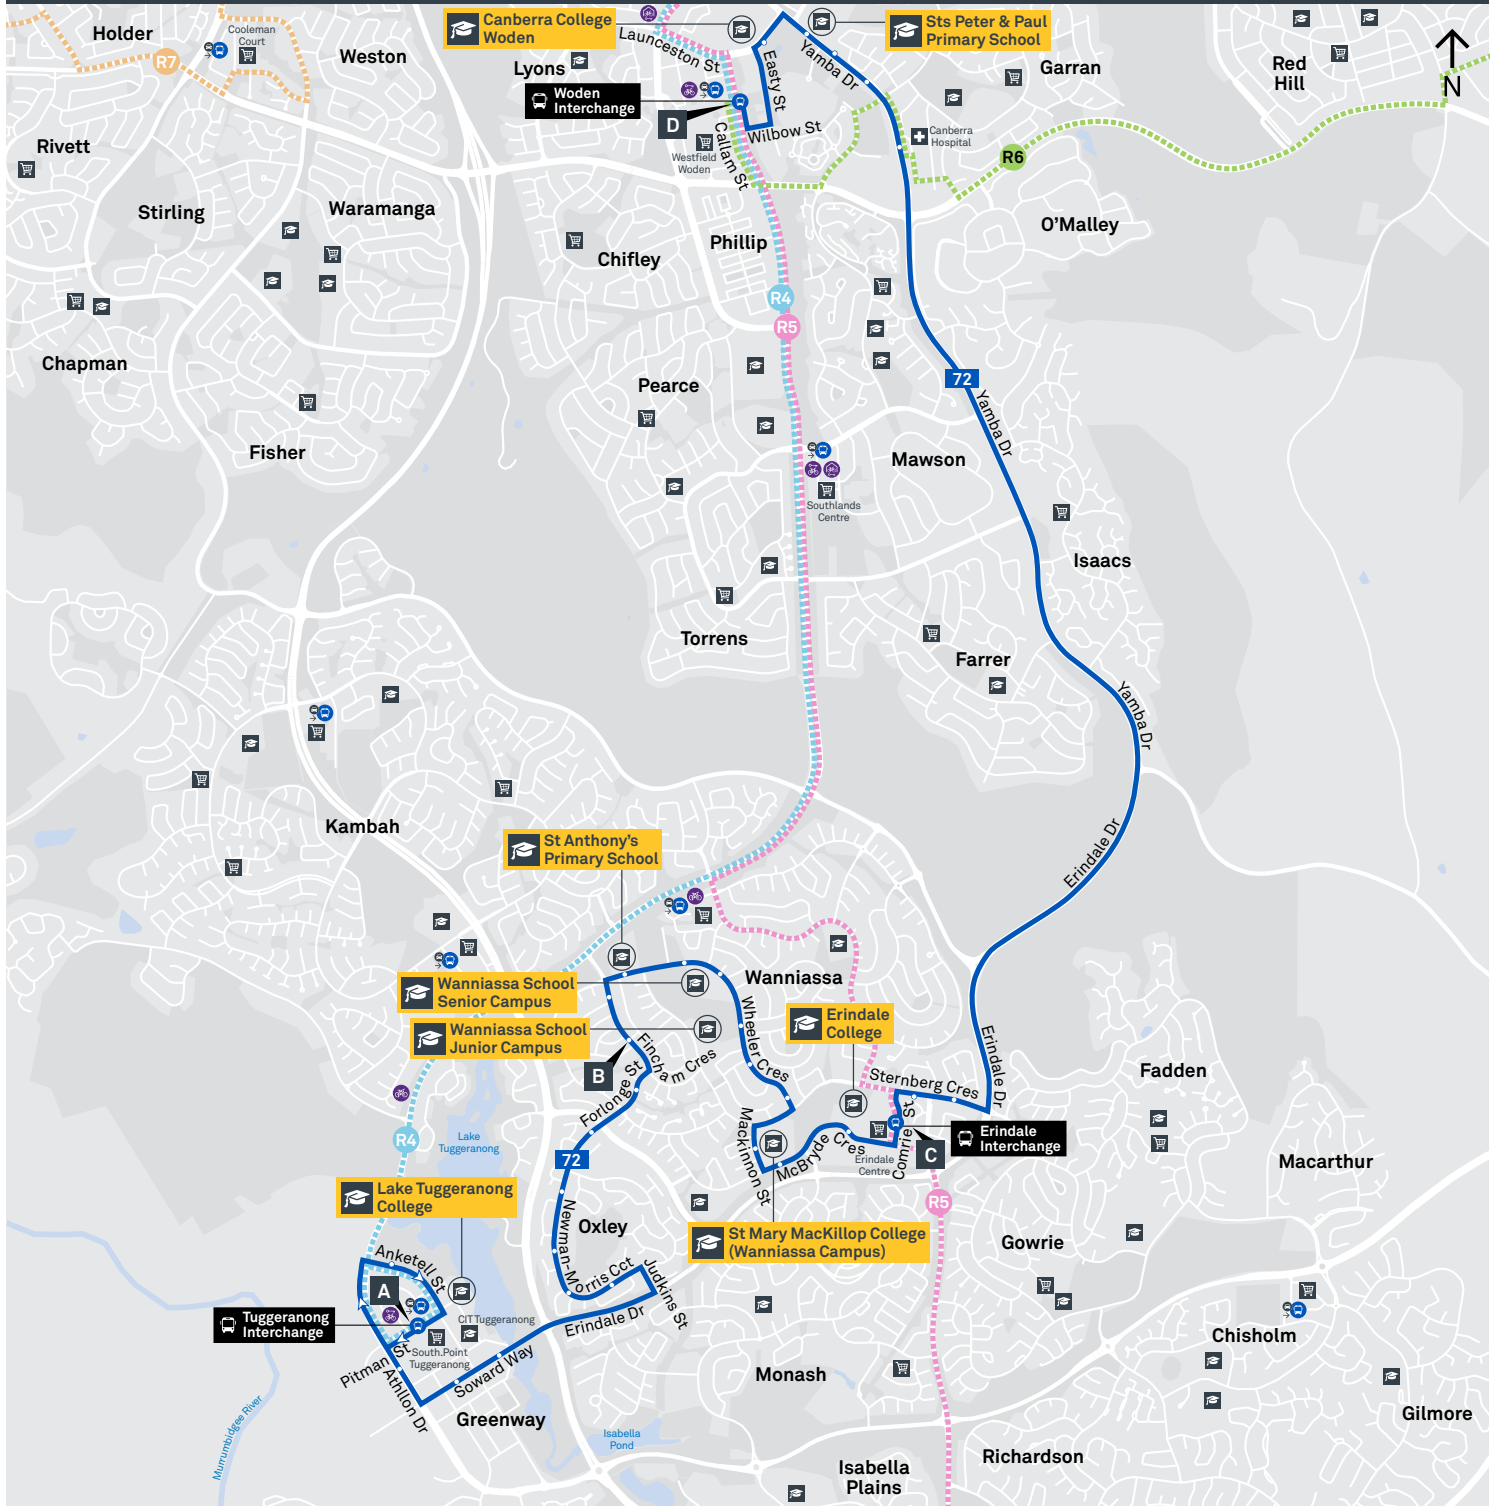 Holder
Cooleman
Court
R7
Weston
Canberra College
Woden
Launceston St
Lyons
Sts Peter & Paul
Primary School
Yamba Dr
Garran
Red
Hill
N
Woden
Interchange
Easty St
D
Wilbow St
Callam St
Westfield
Woden
Canberra
Hospital
R6
Rivett
Stirling
Waramanga
Chifley
Phillip
O'Malley
R4
R5
Chapman
Pearce
72
Yamba Dr
Fisher
Mawson
Southlands
Centre
Isaacs
Torrens
Farrer
Yamba Dr
Kambah
St Anthony's
Primary School
Erindale Dr
Wanniassa School
Senior Campus
Wanniassa
Wanniassa School
Junior Campus
Erindale
College
Wheeler Cres
Fincham Cres
B
Forlonge St
Sternberg Cres
Erindale Dr
Fadden
Mackinnon St
McBryde Cres
Comrie St
Erindale
Centre
C
Erindale
Interchange
R4
Lake
Tuggeranong
72
Macarthur
Lake Tuggeranong
College
R5
Newman-Morris Cct
Oxley
St Mary MacKillop College
(Wanniassa Campus)
Gowrie
Anketell St
Judkins St
A
Tuggeranong
Interchange
CIT Tuggeranong
Erindale Dr
Chisholm
Pitman St
South.Point
Tuggeranong
Soward Way
Athllon Dr
Monash
Greenway
Gilmore
Murrumbidgee River
Isabella
Pond
Richardson
Isabella
Plains